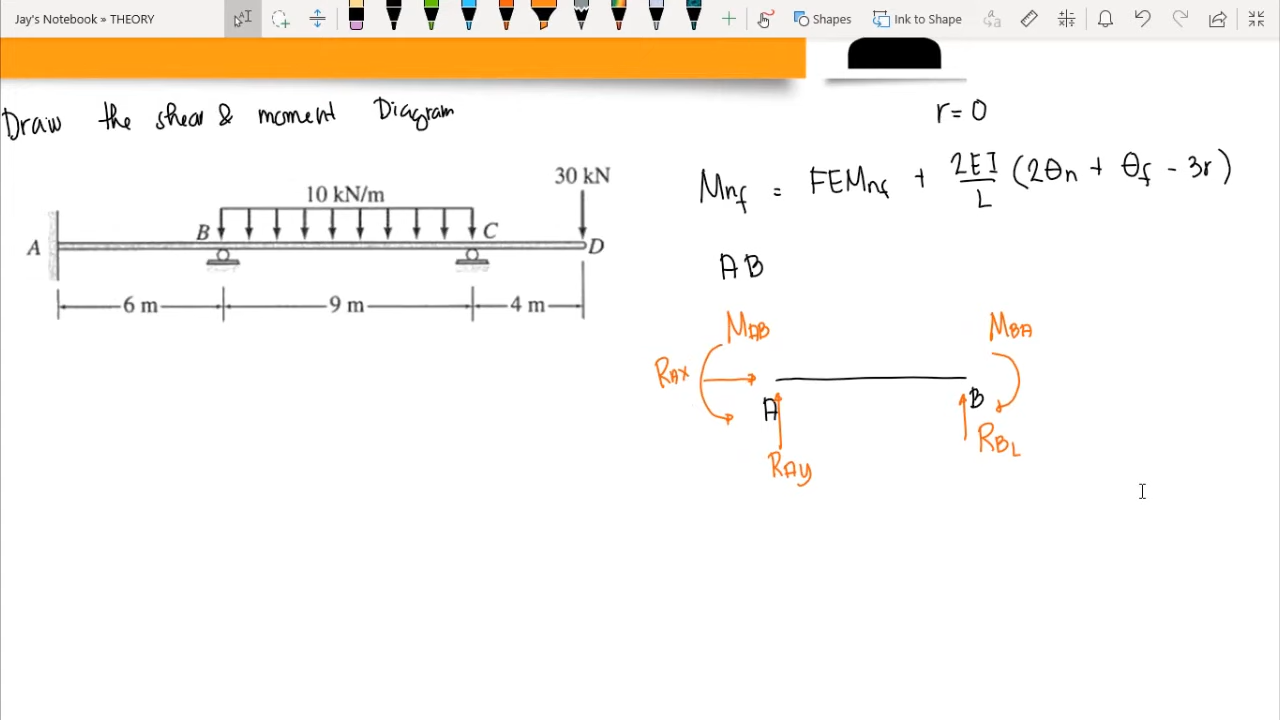 Jay's Notebook » THEORY
Shapes
Ink to Shape
Draw the shear & moment Diagram
r = 0
Mnf = FEMnf + 2EI/L (2θn + θf - 3r)
30 kN
10 kN/m
A
B
C
D
6 m
9 m
4 m
AB
MAB
MBA
RAX
A
B
RAY
RBL